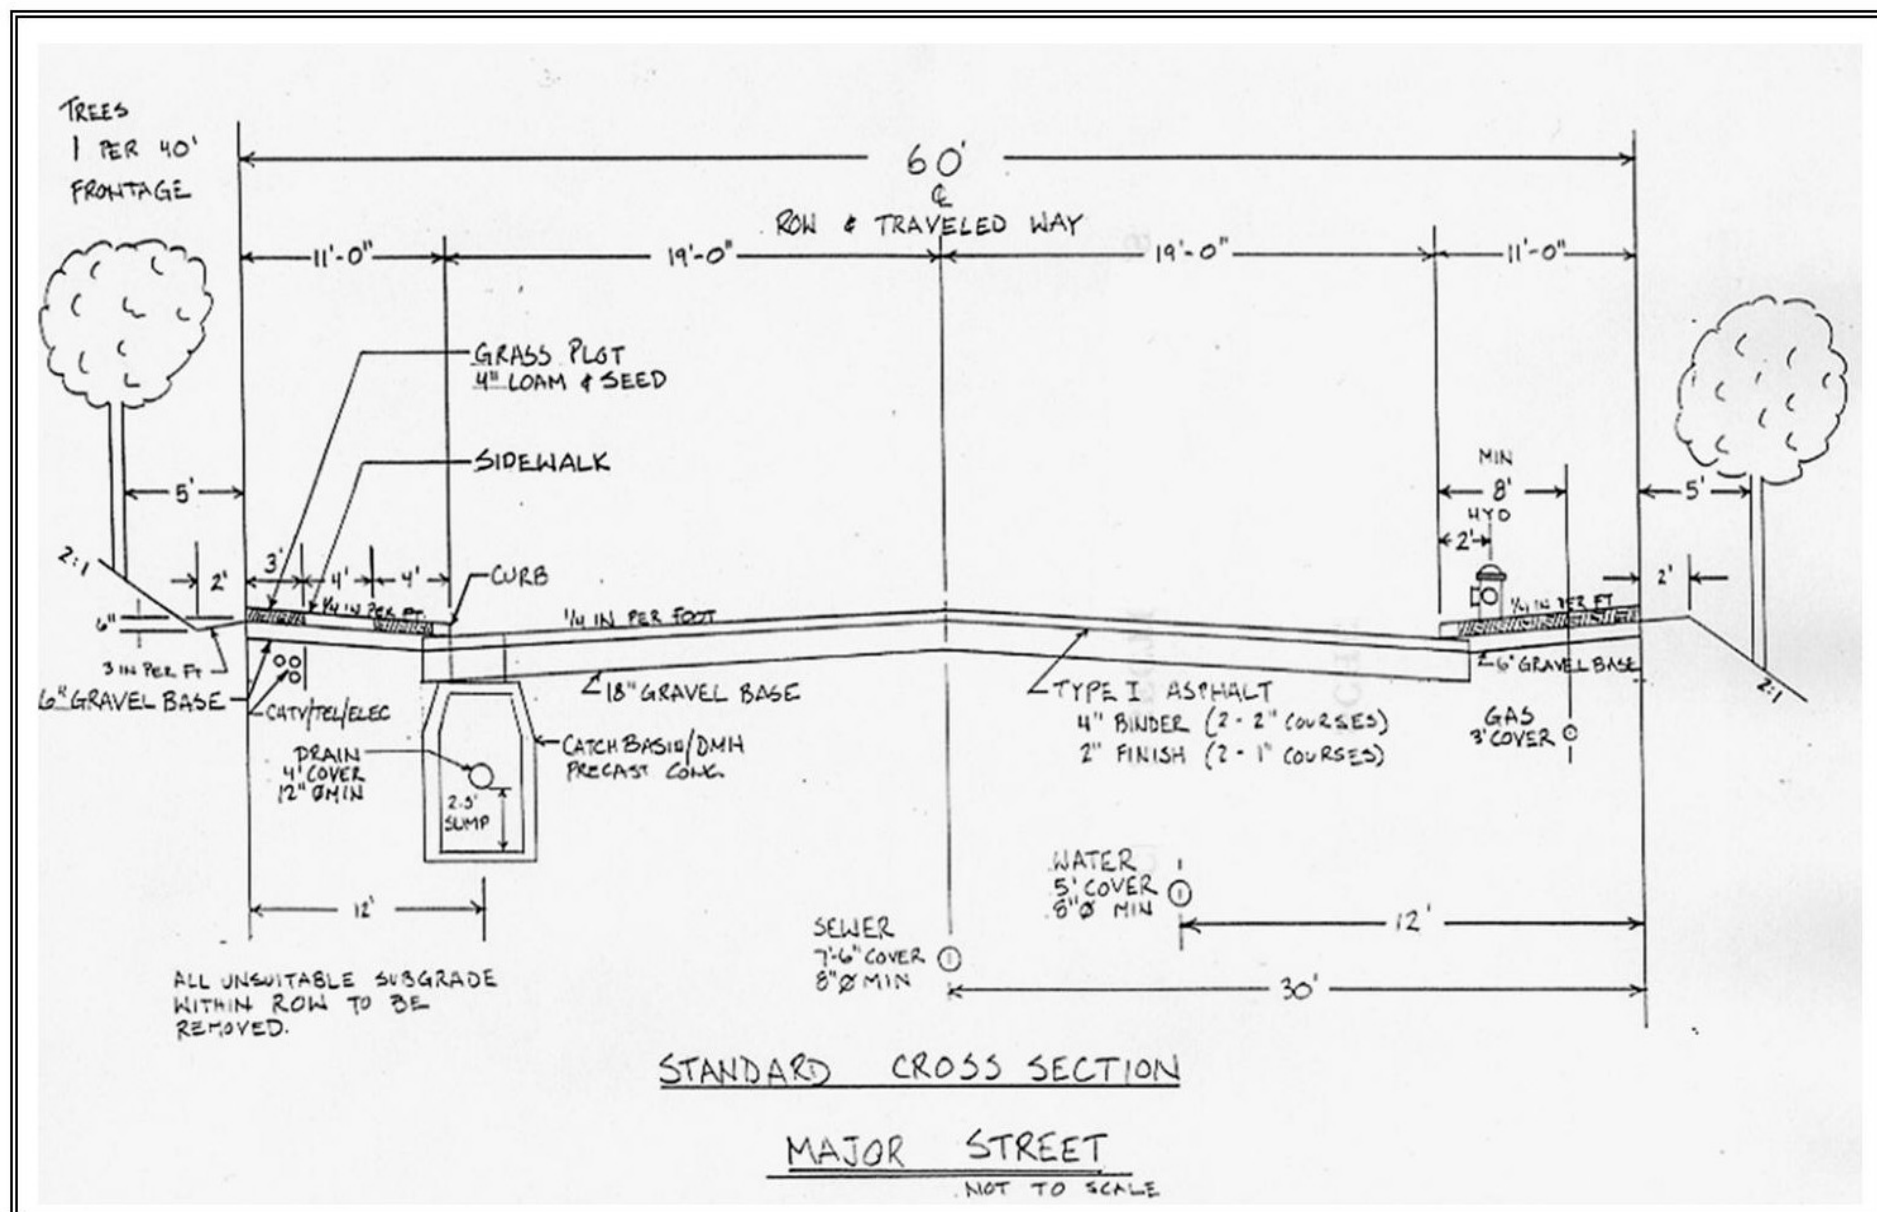 TREES
1 PER 40'
FRONTAGE
60'
℄
ROW & TRAVELED WAY
11'-0"
19'-0"
19'-0"
11'-0"
GRASS PLOT
4" LOAM & SEED
SIDEWALK
MIN
8'
HYD
2'
5'
5'
2:1
2'
3'
4'
4'
CURB
2'
6"
1/4 IN PER FT.
1/4 IN PER FOOT
1/4 IN PER FT
3 IN PER FT
6" GRAVEL BASE
CATV/TEL/ELEC
18" GRAVEL BASE
TYPE I ASPHALT
4" BINDER (2-2" COURSES)
2" FINISH (2-1" COURSES)
6" GRAVEL BASE
2:1
GAS
3' COVER
DRAIN
4' COVER
12" Ø MIN
CATCH BASIN/DMH
PRECAST CONC.
2.5'
SUMP
WATER
5' COVER
8" Ø MIN
12'
12'
SEWER
7'-6" COVER
8" Ø MIN
30'
ALL UNSUITABLE SUBGRADE
WITHIN ROW TO BE
REMOVED.
STANDARD CROSS SECTION
MAJOR STREET
NOT TO SCALE